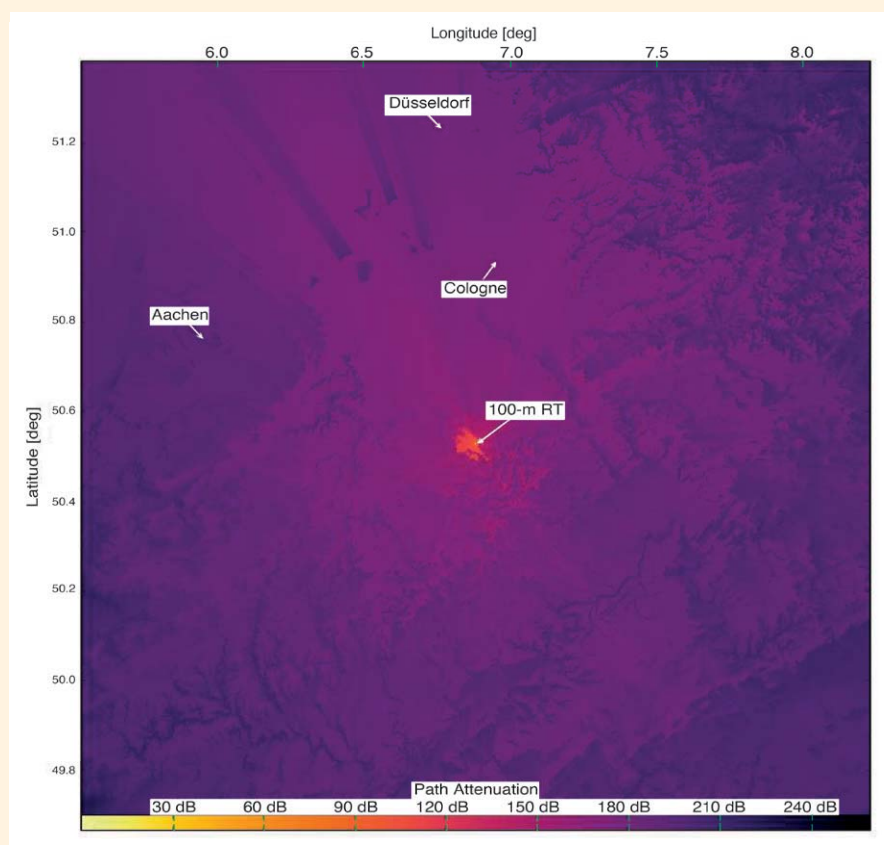 Longitude [deg]
6.0 6.5 7.0 7.5 8.0
Düsseldorf
51.2
51.0
Cologne
Aachen
50.8
50.6
100-m RT
Latitude [deg]
50.4
50.2
50.0
49.8
Path Attenuation
30 dB 60 dB 90 dB 120 dB 150 dB 180 dB 210 dB 240 dB